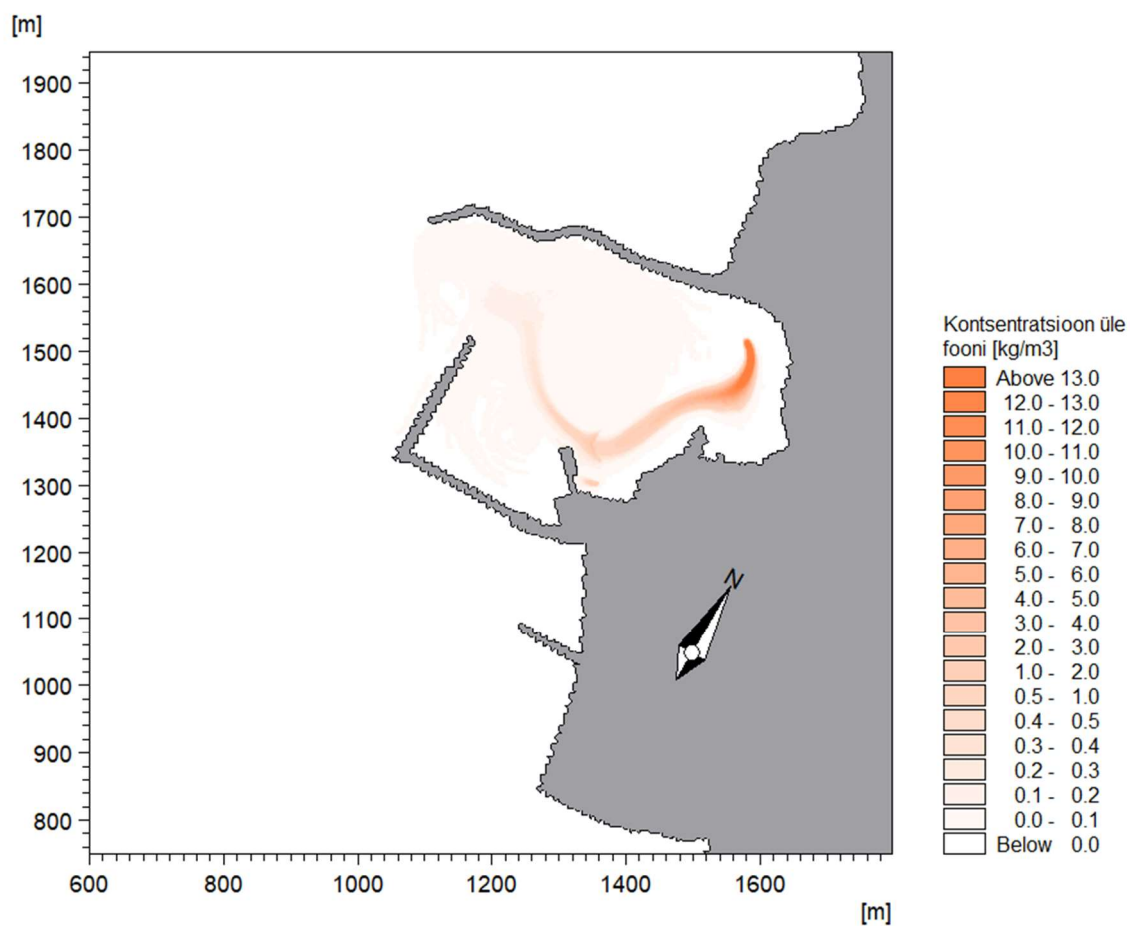 [m]
1900
1800
1700
1600
1500
1400
1300
1200
1100
1000
900
800
600
800
1000
1200
1400
1600
[m]
N
Kontsentratsioon üle
fooni [kg/m3]
Above 13.0
12.0 - 13.0
11.0 - 12.0
10.0 - 11.0
9.0 - 10.0
8.0 - 9.0
7.0 - 8.0
6.0 - 7.0
5.0 - 6.0
4.0 - 5.0
3.0 - 4.0
2.0 - 3.0
1.0 - 2.0
0.5 - 1.0
0.4 - 0.5
0.3 - 0.4
0.2 - 0.3
0.1 - 0.2
0.0 - 0.1
Below 0.0